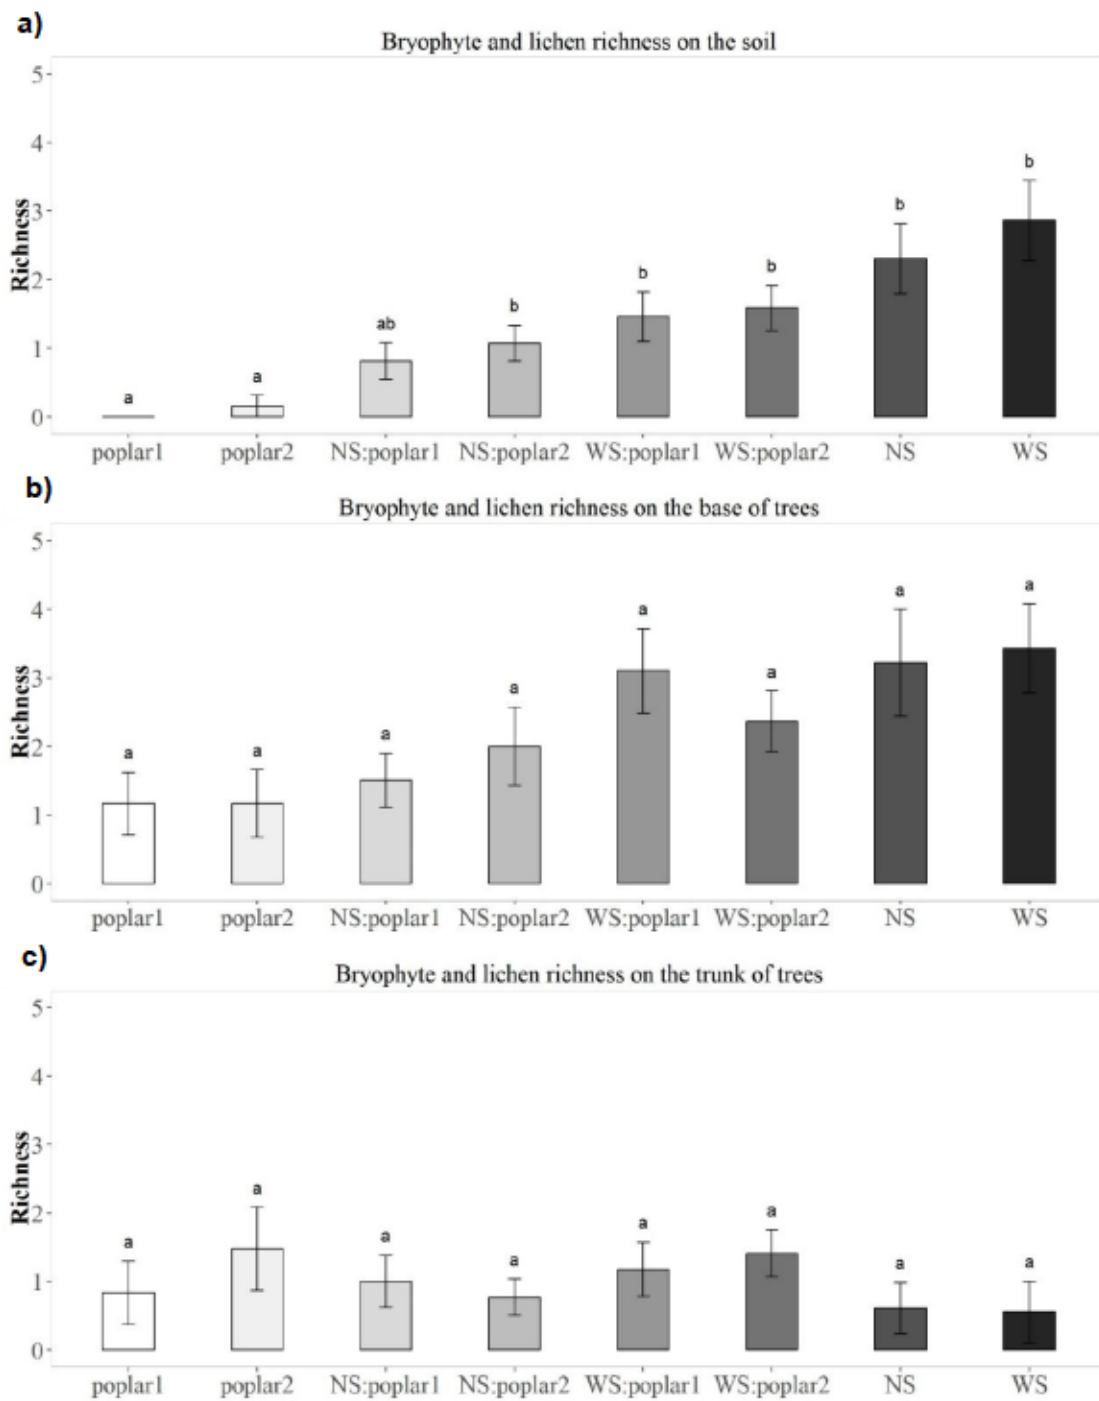 a)
Bryophyte and lichen richness on the soil
5
4
3
2
1
0
Richness
a
a
ab
b
b
b
b
b
poplar1 poplar2 NS:poplar1 NS:poplar2 WS:poplar1 WS:poplar2 NS WS
b)
Bryophyte and lichen richness on the base of trees
5
4
3
2
1
0
Richness
a
a
a
a
a
a
a
a
poplar1 poplar2 NS:poplar1 NS:poplar2 WS:poplar1 WS:poplar2 NS WS
c)
Bryophyte and lichen richness on the trunk of trees
5
4
3
2
1
0
Richness
a
a
a
a
a
a
a
a
poplar1 poplar2 NS:poplar1 NS:poplar2 WS:poplar1 WS:poplar2 NS WS